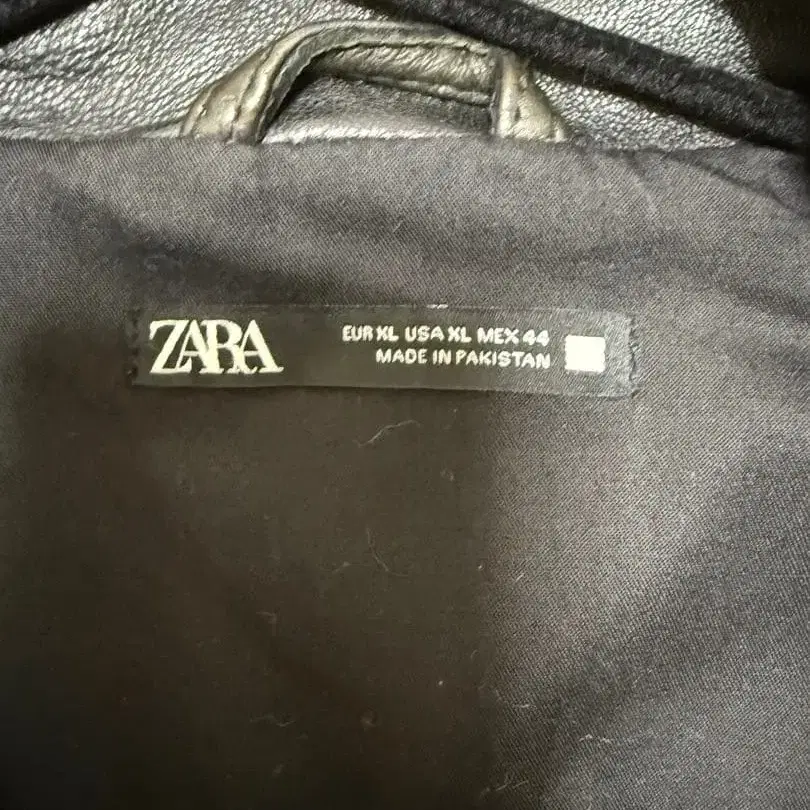 ZARA
EUR XL USA XL MEX 44
MADE IN PAKISTAN